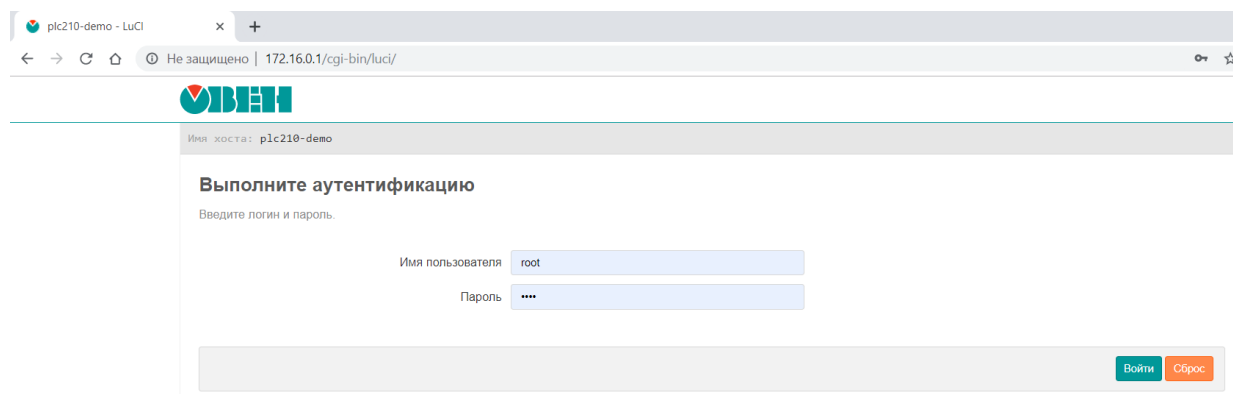 plc210-demo - LuCI
Не защищено | 172.16.0.1/cgi-bin/luci/
ОВЕН
Имя хоста: plc210-demo
Выполните аутентификацию
Введите логин и пароль.
Имя пользователя root
Пароль ••••
Войти Сброс